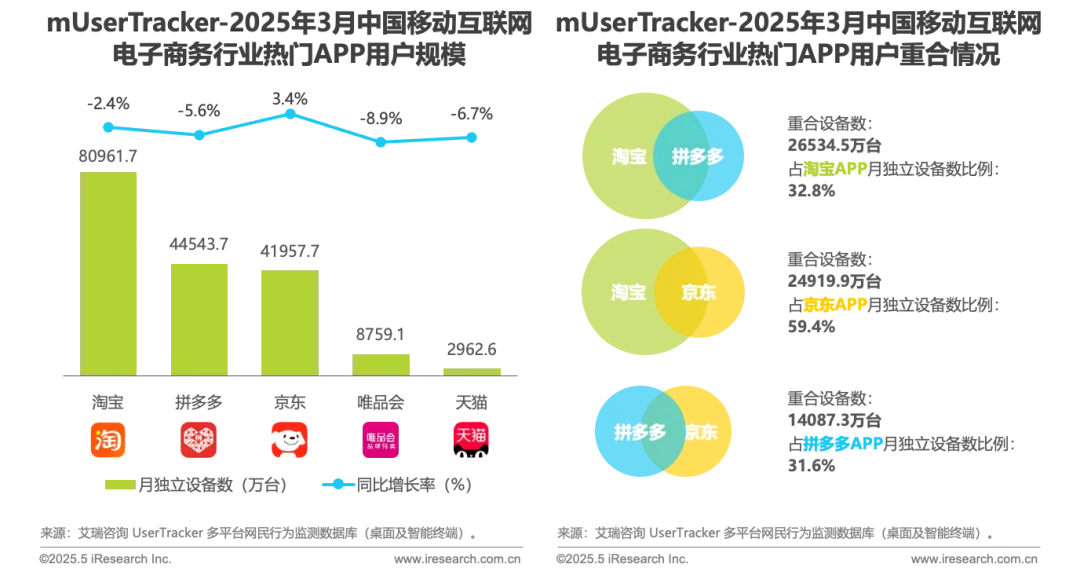 mUserTracker-2025年3月中国移动互联网
电子商务行业热门APP用户规模
-2.4%
-5.6%
3.4%
-8.9%
-6.7%
80961.7
44543.7
41957.7
8759.1
2962.6
淘宝
拼多多
京东
唯品会
天猫
淘
拼
唯品会
品牌特卖
天猫
月独立设备数（万台）
同比增长率（%）
来源：艾瑞咨询 UserTracker 多平台网民行为监测数据库（桌面及智能终端）。
©2025.5 iResearch Inc.
www.iresearch.com.cn
mUserTracker-2025年3月中国移动互联网
电子商务行业热门APP用户重合情况
淘宝
拼多多
重合设备数：
26534.5万台
占淘宝APP月独立设备数比例：
32.8%
淘宝
京东
重合设备数：
24919.9万台
占京东APP月独立设备数比例：
59.4%
拼多多
京东
重合设备数：
14087.3万台
占拼多多APP月独立设备数比例：
31.6%
来源：艾瑞咨询 UserTracker 多平台网民行为监测数据库（桌面及智能终端）。
©2025.5 iResearch Inc.
www.iresearch.com.cn